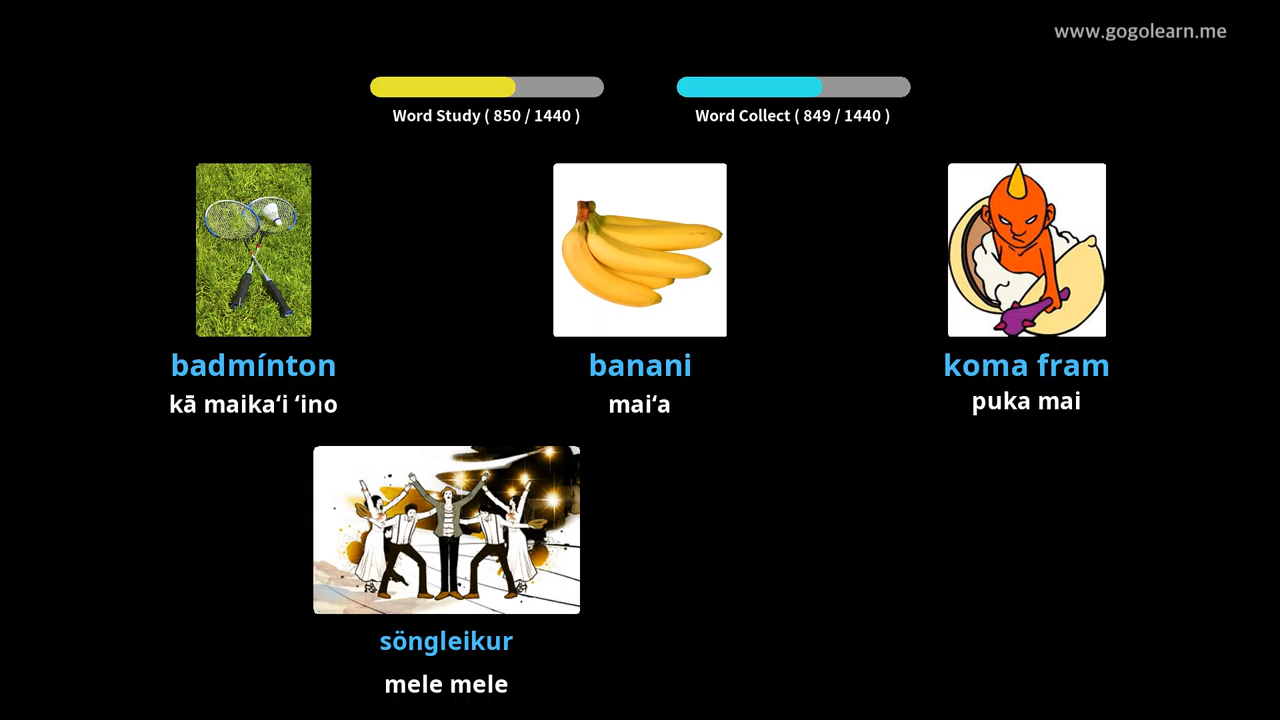 www.gogolearn.me
Word Study ( 850 / 1440 )
Word Collect ( 849 / 1440 )
badmínton
banani
koma fram
kā maikaʻi ʻino
maiʻa
puka mai
söngleikur
mele mele